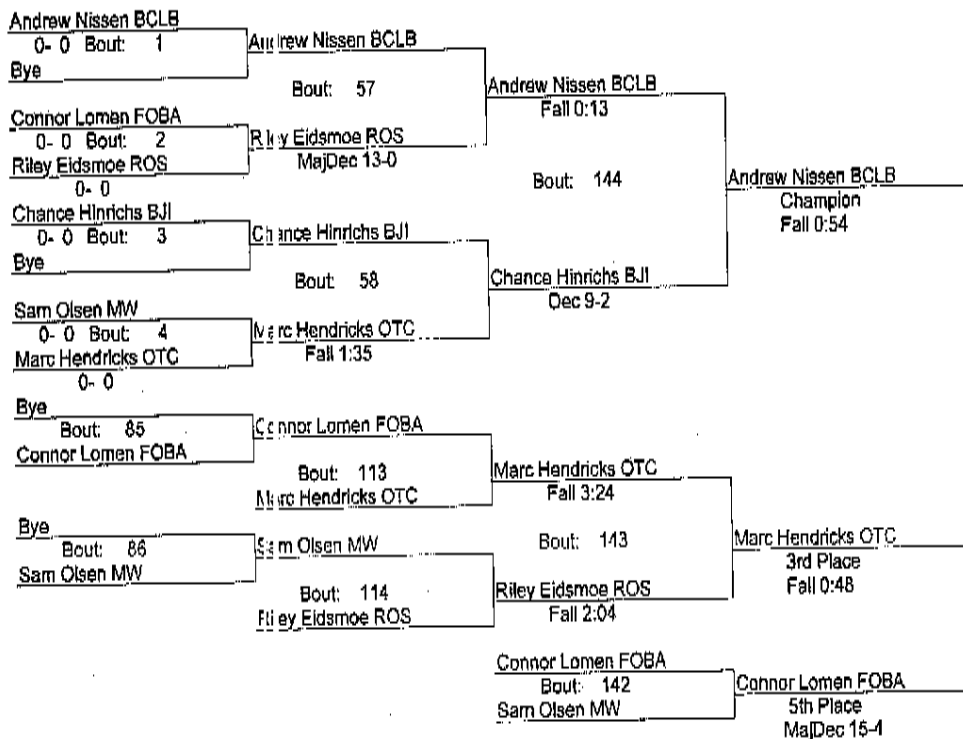 Andrew Nissen BCLB
0- 0 Bout: 1
Bye
Andrew Nissen BCLB
Bout: 57
Andrew Nissen BCLB
Fall 0:13
Connor Lomen FOBA
0- 0 Bout: 2
Riley Eidsmoe ROS
0- 0
Riley Eidsmoe ROS
MajDec 13-0
Bout: 144
Andrew Nissen BCLB
Champion
Fall 0:54
Chance Hinrichs BJI
0- 0 Bout: 3
Bye
Chance Hinrichs BJI
Bout: 58
Chance Hinrichs BJI
Dec 9-2
Sam Olsen MW
0- 0 Bout: 4
Marc Hendricks OTC
0- 0
Marc Hendricks OTC
Fall 1:35
Bye
Bout: 85
Connor Lomen FOBA
Connor Lomen FOBA
Bout: 113
Marc Hendricks OTC
Marc Hendricks OTC
Fall 3:24
Bye
Bout: 86
Sam Olsen MW
Sam Olsen MW
Bout: 114
Riley Eidsmoe ROS
Bout: 143
Riley Eidsmoe ROS
Fall 2:04
Marc Hendricks OTC
3rd Place
Fall 0:48
Connor Lomen FOBA
Bout: 142
Sam Olsen MW
Connor Lomen FOBA
5th Place
MajDec 15-4